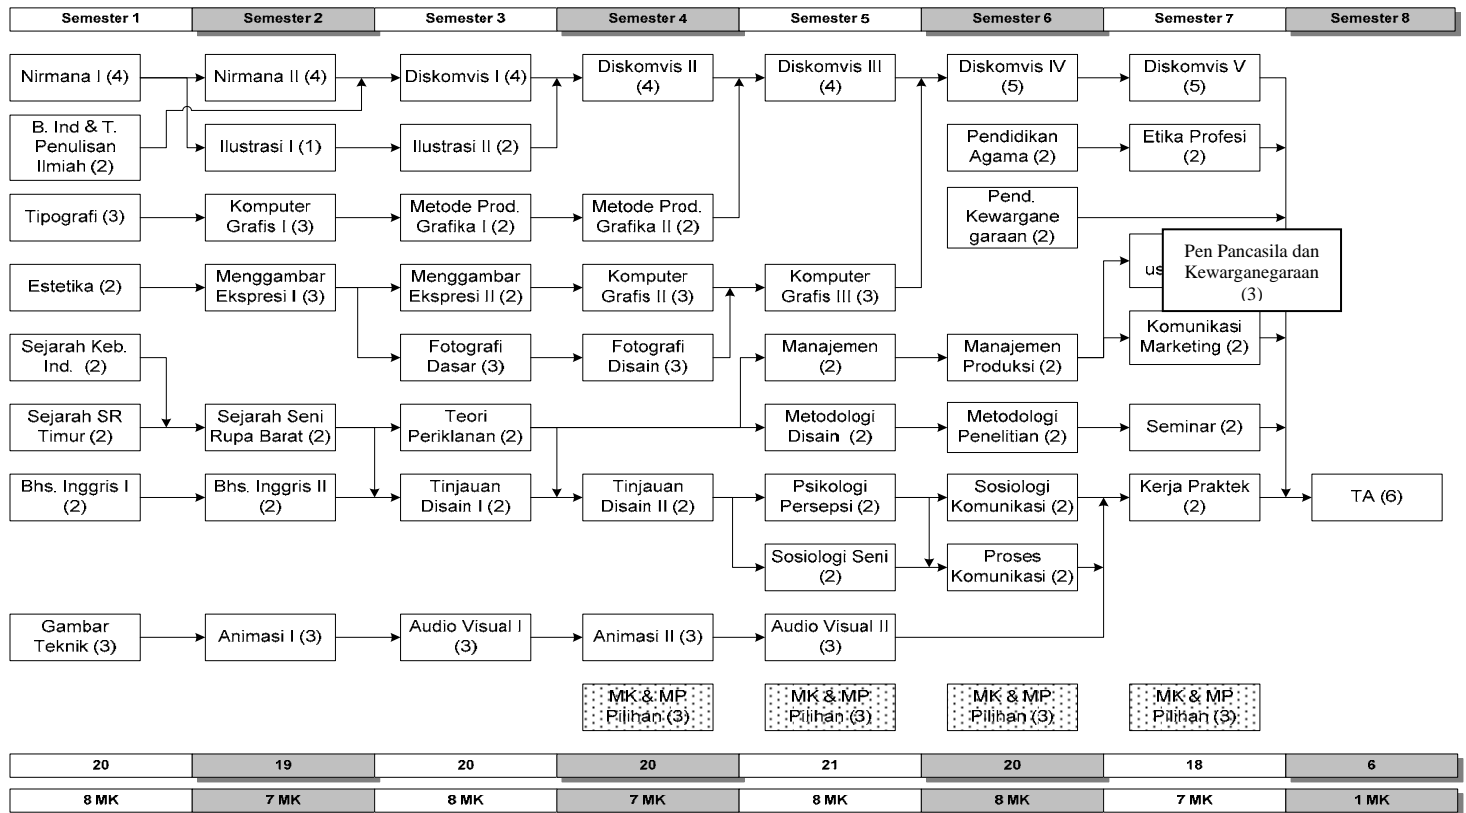 Semester 1 Semester 2 Semester 3 Semester 4 Semester 5 Semester 6 Semester 7 Semester 8
Nirmana I (4)
Nirmana II (4)
Diskomvis I (4)
Diskomvis II
(4)
Diskomvis III
(4)
Diskomvis IV
(5)
Diskomvis V
(5)
B. Ind & T.
Penulisan
Ilmiah (2)
Ilustrasi I (1)
Ilustrasi II (2)
Pendidikan
Agama (2)
Etika Profesi
(2)
Tipografi (3)
Komputer
Grafis I (3)
Metode Prod.
Grafika I (2)
Metode Prod.
Grafika II (2)
Pend.
Kewargane
garaan (2)
Estetika (2)
Menggambar
Ekspresi I (3)
Menggambar
Ekspresi II (2)
Komputer
Grafis II (3)
Komputer
Grafis III (3)
Pen Pancasila dan
Kewarganegaraan
(3)
Sejarah Keb.
Ind. (2)
Fotografi
Dasar (3)
Fotografi
Disain (3)
Manajemen
(2)
Manajemen
Produksi (2)
Komunikasi
Marketing (2)
Sejarah SR
Timur (2)
Sejarah Seni
Rupa Barat (2)
Teori
Periklanan (2)
Metodologi
Disain (2)
Metodologi
Penelitian (2)
Seminar (2)
Bhs. Inggris I
(2)
Bhs. Inggris II
(2)
Tinjauan
Disain I (2)
Tinjauan
Disain II (2)
Psikologi
Persepsi (2)
Sosiologi
Komunikasi (2)
Kerja Praktek
(2)
TA (6)
Sosiologi Seni
(2)
Proses
Komunikasi (2)
Gambar
Teknik (3)
Animasi I (3)
Audio Visual I
(3)
Animasi II (3)
Audio Visual II
(3)
MK & MP
Pilihan (3)
MK & MP
Pilihan (3)
MK & MP
Pilihan (3)
MK & MP
Pilihan (3)
20 19 20 20 21 20 18 6
8 MK 7 MK 8 MK 7 MK 8 MK 8 MK 7 MK 1 MK